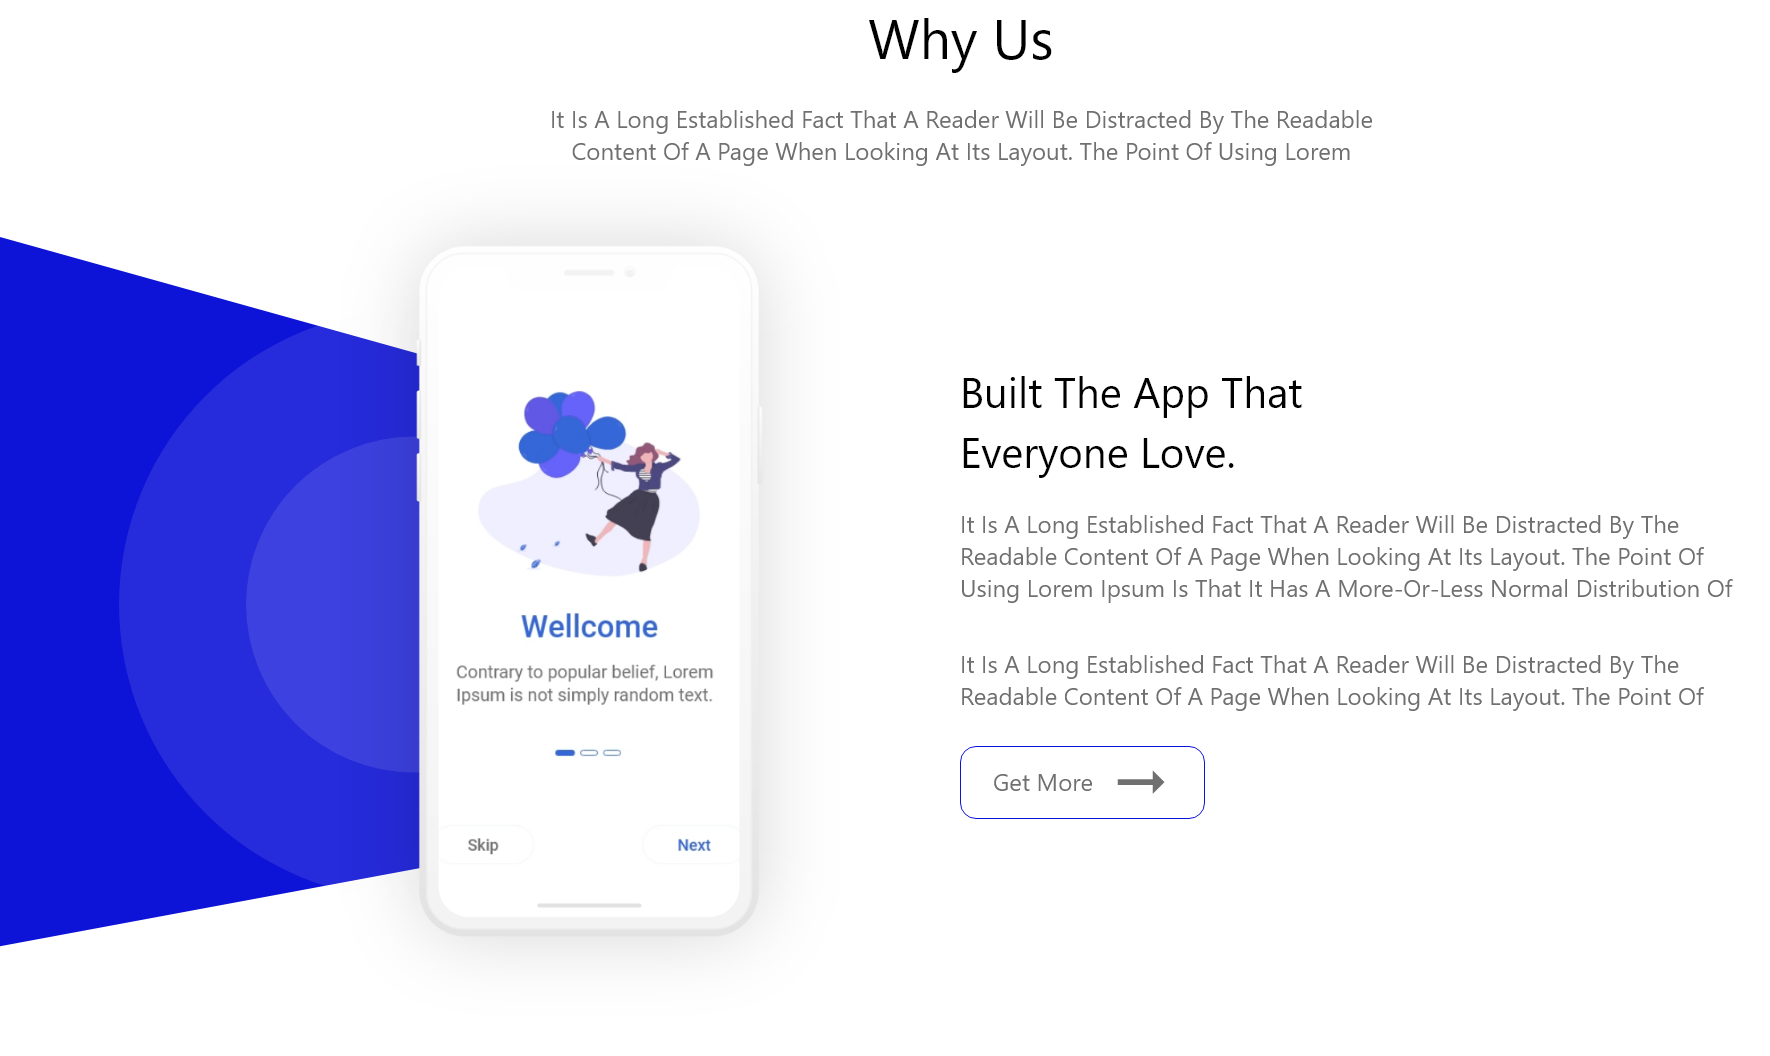 Why Us
It Is A Long Established Fact That A Reader Will Be Distracted By The Readable
Content Of A Page When Looking At Its Layout. The Point Of Using Lorem
Wellcome
Contrary to popular belief, Lorem
Ipsum is not simply random text.
Skip
Next
Built The App That
Everyone Love.
It Is A Long Established Fact That A Reader Will Be Distracted By The
Readable Content Of A Page When Looking At Its Layout. The Point Of
Using Lorem Ipsum Is That It Has A More-Or-Less Normal Distribution Of
It Is A Long Established Fact That A Reader Will Be Distracted By The
Readable Content Of A Page When Looking At Its Layout. The Point Of
Get More